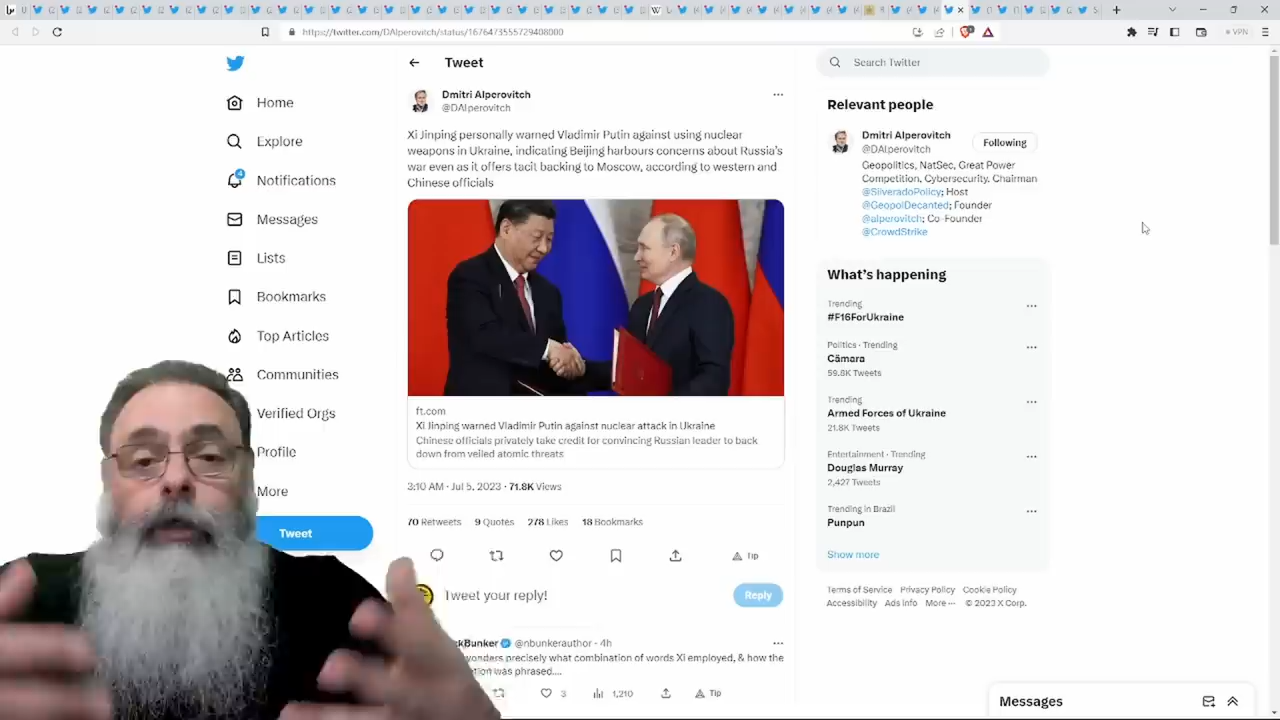 https://twitter.com/DAlperovitch/status/1676473555729408000
VPN
Home
Explore
4
Notifications
Messages
Lists
Bookmarks
Top Articles
Communities
Verified Orgs
Profile
More
Tweet
Tweet
Dmitri Alperovitch
@DAlperovitch
Xi Jinping personally warned Vladimir Putin against using nuclear
weapons in Ukraine, indicating Beijing harbours concerns about Russia's
war even as it offers tacit backing to Moscow, according to western and
Chinese officials
ft.com
Xi Jinping warned Vladimir Putin against nuclear attack in Ukraine
Chinese officials privately take credit for convincing Russian leader to back
down from veiled atomic threats
3:10 AM · Jul 5, 2023 · 71.8K Views
70 Retweets 9 Quotes 278 Likes 18 Bookmarks
Tip
Tweet your reply!
Reply
kBunker @nbunkerauthor · 4h
wonders precisely what combination of words Xi employed, & how the
was phrased....
3 1,210 Tip
Search Twitter
Relevant people
Dmitri Alperovitch
@DAlperovitch
Following
Geopolitics, NatSec, Great Power
Competition, Cybersecurity. Chairman
@SilveradoPolicy; Host
@GeopolDecanted; Founder
@alperovitch; Co-Founder
@CrowdStrike
What's happening
Trending
#F16ForUkraine
Politics · Trending
Câmara
59.8K Tweets
Trending
Armed Forces of Ukraine
21.8K Tweets
Entertainment · Trending
Douglas Murray
2,427 Tweets
Trending in Brazil
Punpun
Show more
Terms of Service Privacy Policy Cookie Policy
Accessibility Ads info More ··· © 2023 X Corp.
Messages